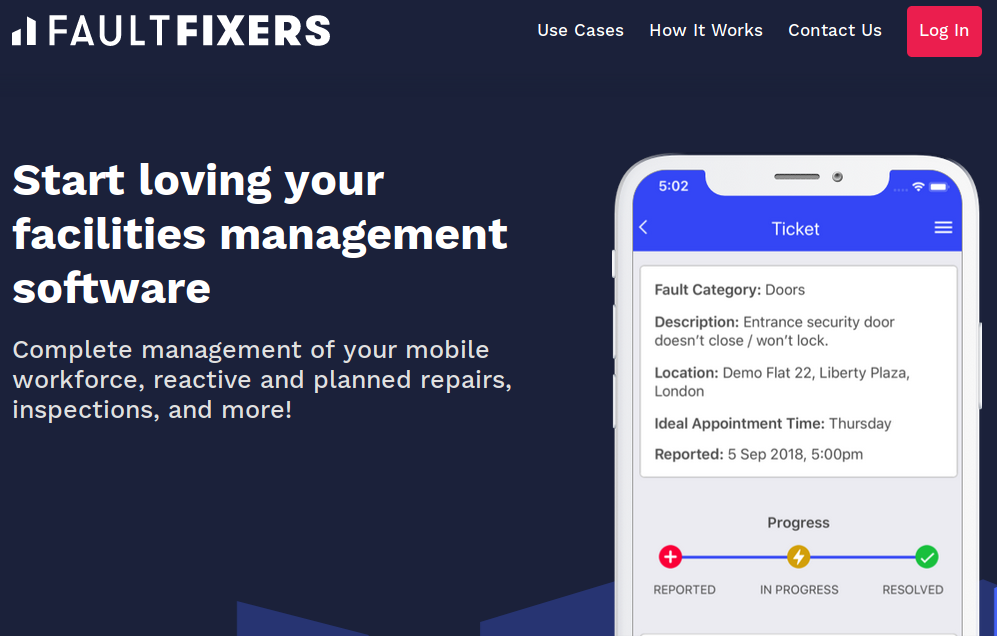 FAULTFIXERS
Use Cases
How It Works
Contact Us
Log In
Start loving your
facilities management
software
Complete management of your mobile
workforce, reactive and planned repairs,
inspections, and more!
5:02
Ticket
Fault Category: Doors
Description: Entrance security door
doesn’t close / won’t lock.
Location: Demo Flat 22, Liberty Plaza,
London
Ideal Appointment Time: Thursday
Reported: 5 Sep 2018, 5:00pm
Progress
REPORTED
IN PROGRESS
RESOLVED